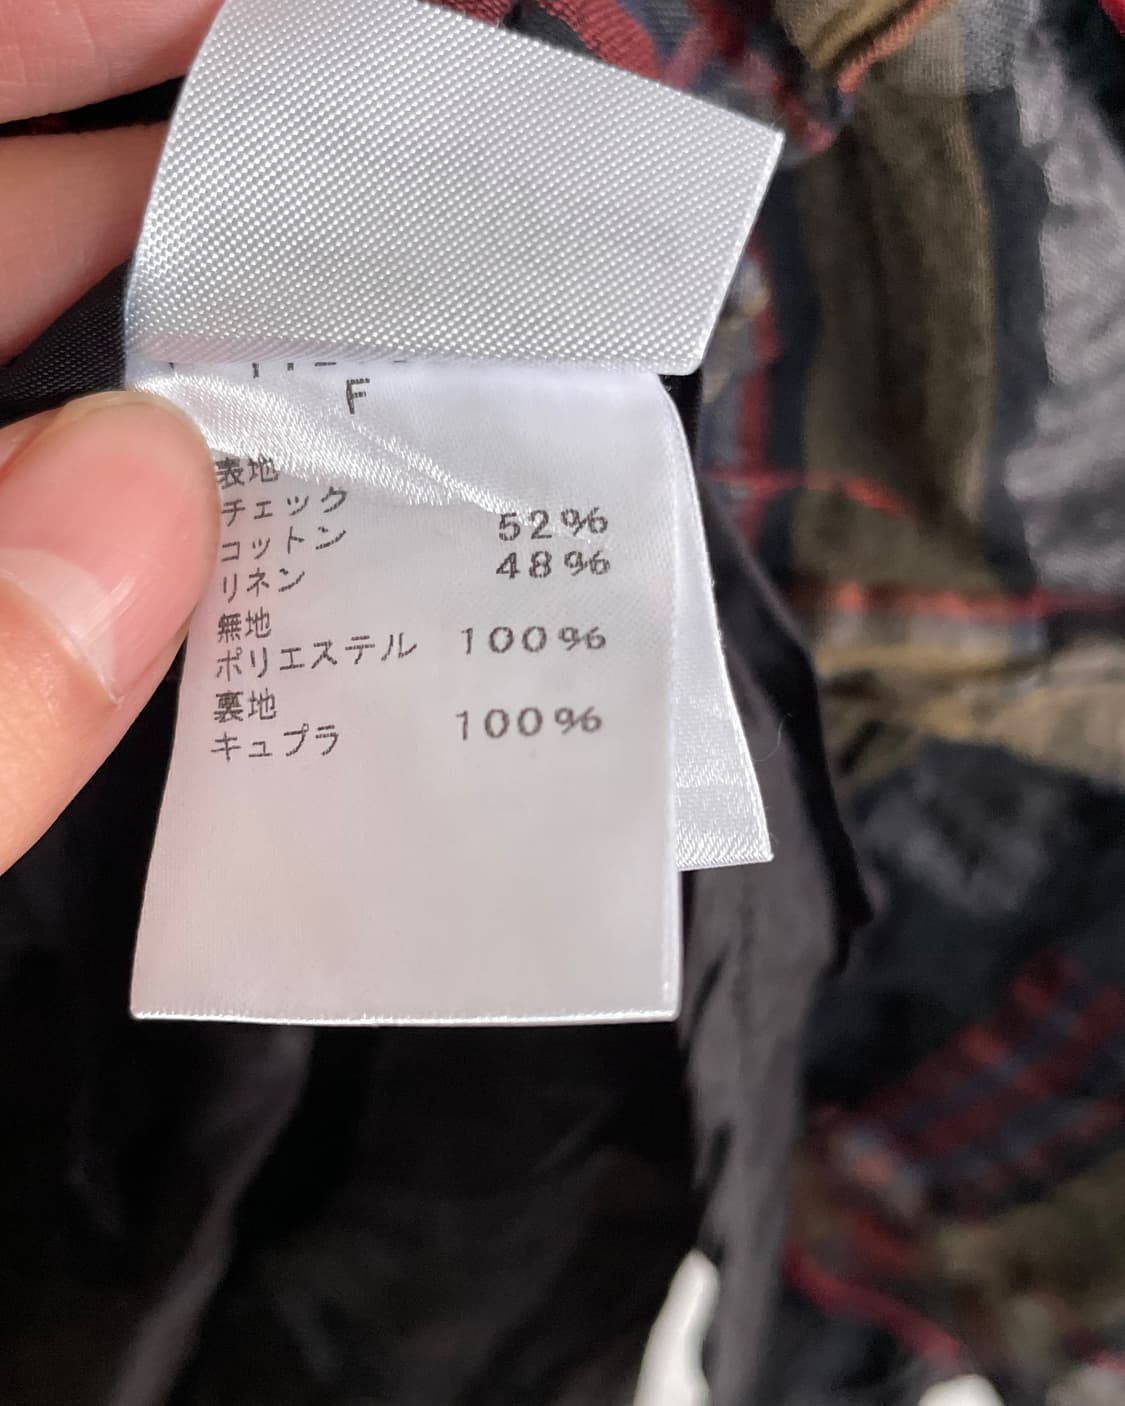 F
表地
チェック
コットン 52%
リネン 48%
無地
ポリエステル 100%
裏地
キュプラ 100%